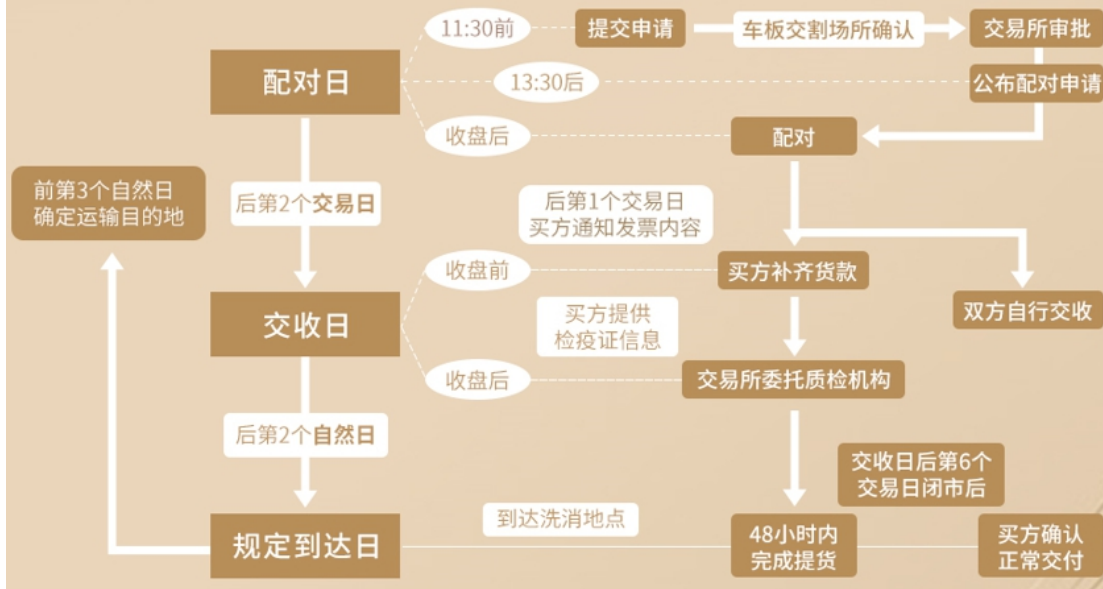 11:30前
提交申请
车板交割场所确认
交易所审批
配对日
13:30后
公布配对申请
收盘后
配对
前第3个自然日
确定运输目的地
后第2个交易日
后第1个交易日
买方通知发票内容
收盘前
买方补齐货款
交收日
买方提供
检疫证信息
双方自行交收
收盘后
交易所委托质检机构
后第2个自然日
交收日后第6个
交易日闭市后
到达洗消地点
规定到达日
48小时内
完成提货
买方确认
正常交付